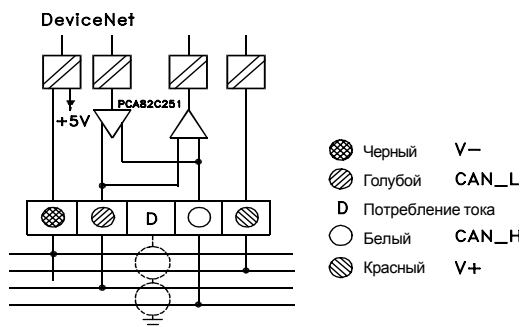 DeviceNet
PCA82C251
+5V
D
Черный V–
Голубой CAN_L
D Потребление тока
Белый CAN_H
Красный V+